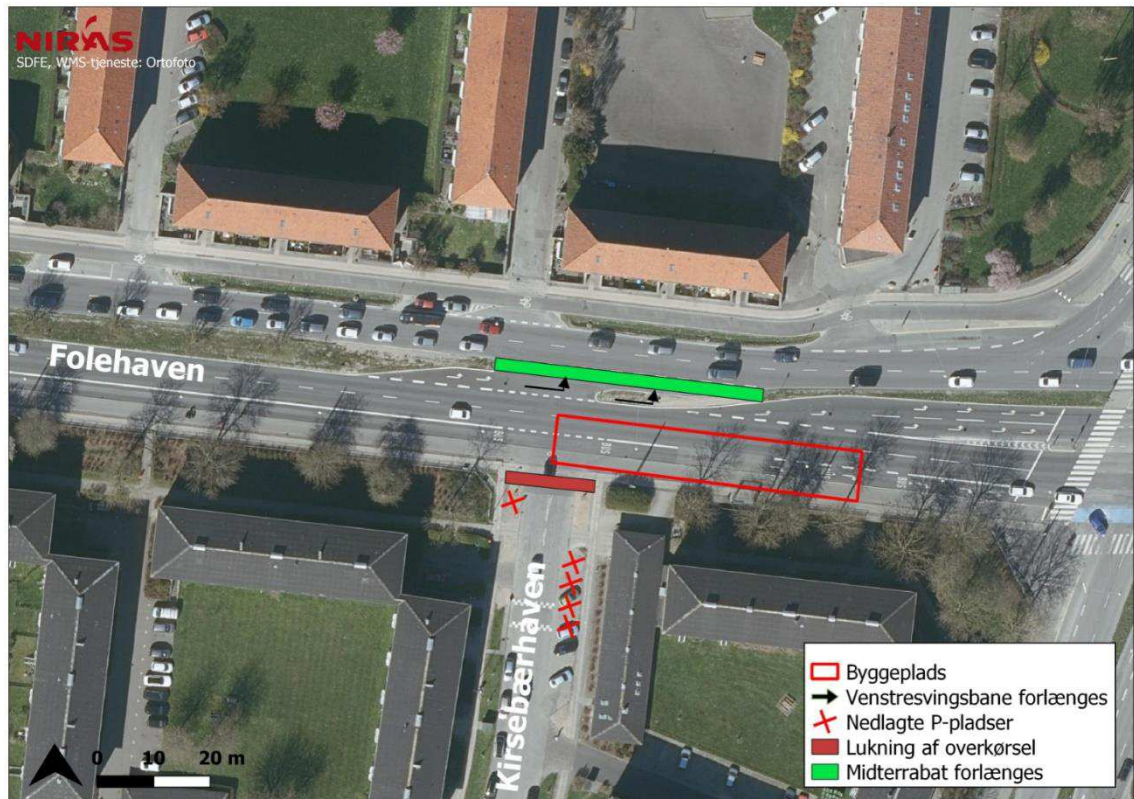 NIRAS
SDFE, WMS-tjeneste: Ortofoto
Folehaven
Kirsebærhaven
Byggeplads
Venstresvingsbane forlænges
Nedlagte P-pladser
Lukning af overkørsel
Midterrabat forlænges
0 10 20 m